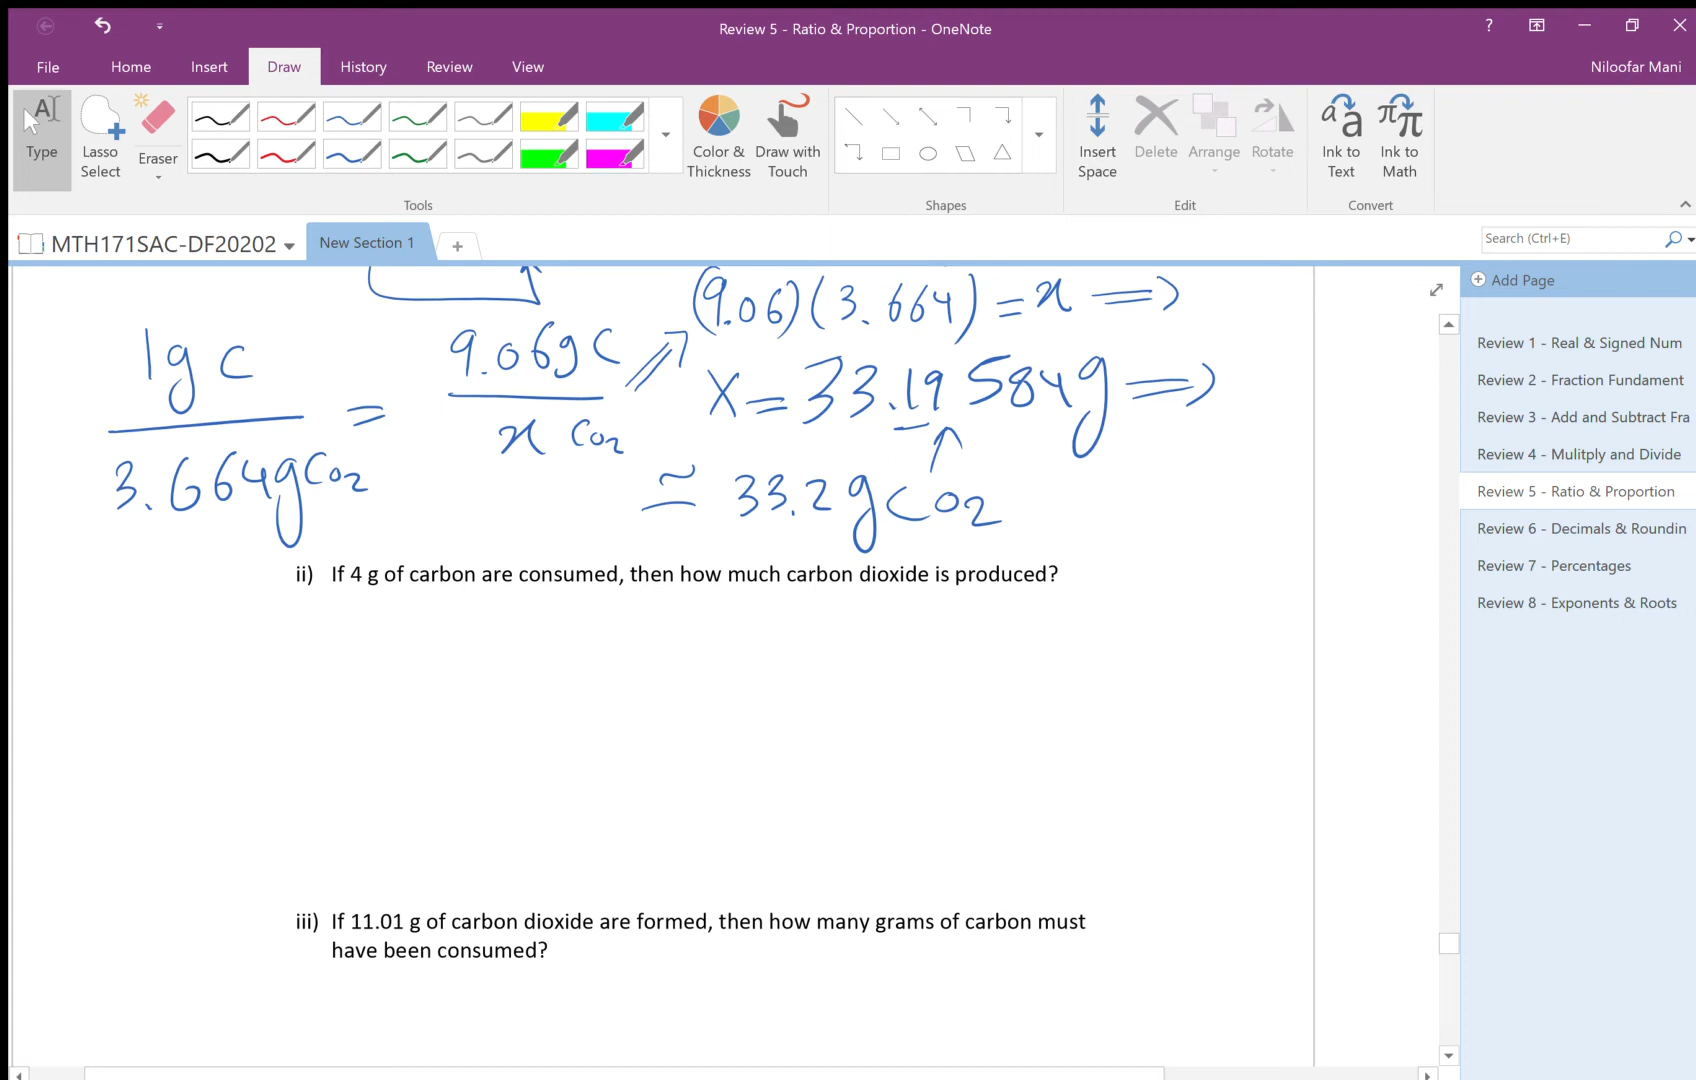 Review 5 - Ratio & Proportion - OneNote
?
File Home Insert Draw History Review View
Niloofar Mani
Type
Lasso Select
Eraser
Color & Thickness
Draw with Touch
Insert Space
Delete
Arrange
Rotate
Ink to Text
Ink to Math
Tools
Shapes
Edit
Convert
MTH171SAC-DF20202
New Section 1
+
Search (Ctrl+E)
(9.06)(3.664) = x ⟹
1g C / 3.664g CO2 = 9.06g C / x CO2
X = 33.19584g ⟹
≃ 33.2g CO2
ii) If 4 g of carbon are consumed, then how much carbon dioxide is produced?
iii) If 11.01 g of carbon dioxide are formed, then how many grams of carbon must
have been consumed?
Add Page
Review 1 - Real & Signed Num
Review 2 - Fraction Fundament
Review 3 - Add and Subtract Fra
Review 4 - Mulitply and Divide
Review 5 - Ratio & Proportion
Review 6 - Decimals & Roundin
Review 7 - Percentages
Review 8 - Exponents & Roots